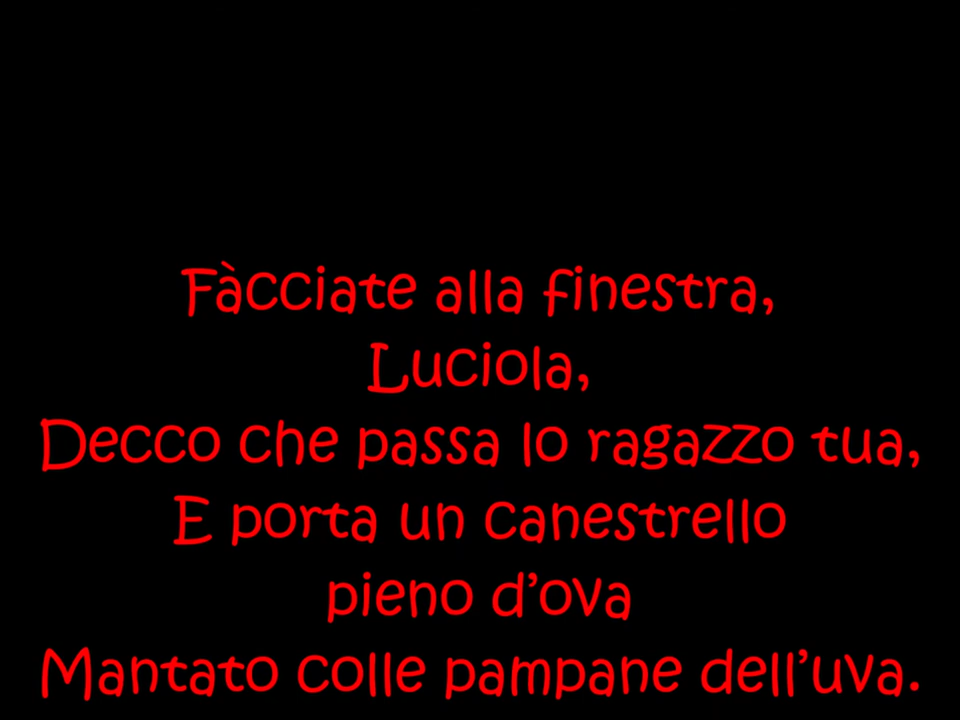 Fàcciate alla finestra,
Luciola,
Decco che passa lo ragazzo tua,
E porta un canestrello
pieno d’ova
Mantato colle pampane dell’uva.